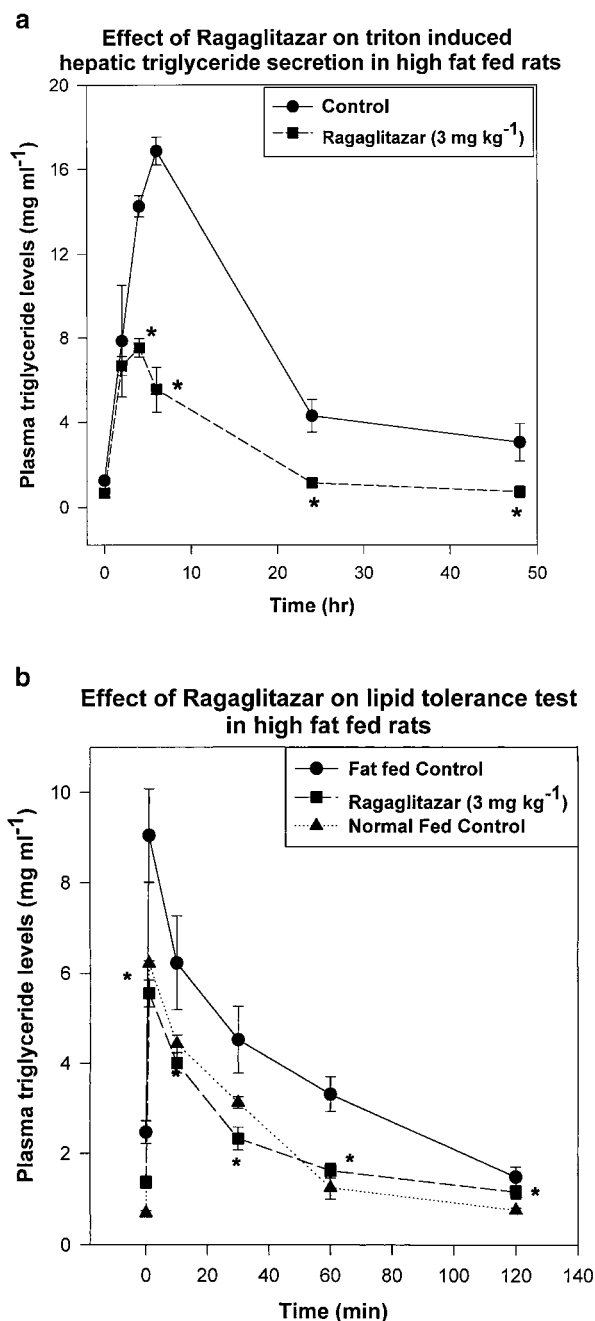 a
Effect of Ragaglitazar on triton induced
hepatic triglyceride secretion in high fat fed rats
Control
Ragaglitazar (3 mg kg⁻¹)
Plasma triglyceride levels (mg ml⁻¹)
20
16
12
8
4
0
*
*
*
*
0 10 20 30 40 50
Time (hr)
b
Effect of Ragaglitazar on lipid tolerance test
in high fat fed rats
Fat fed Control
Ragaglitazar (3 mg kg⁻¹)
Normal Fed Control
Plasma triglyceride levels (mg ml⁻¹)
10
8
6
4
2
0
*
*
*
*
*
0 20 40 60 80 100 120 140
Time (min)